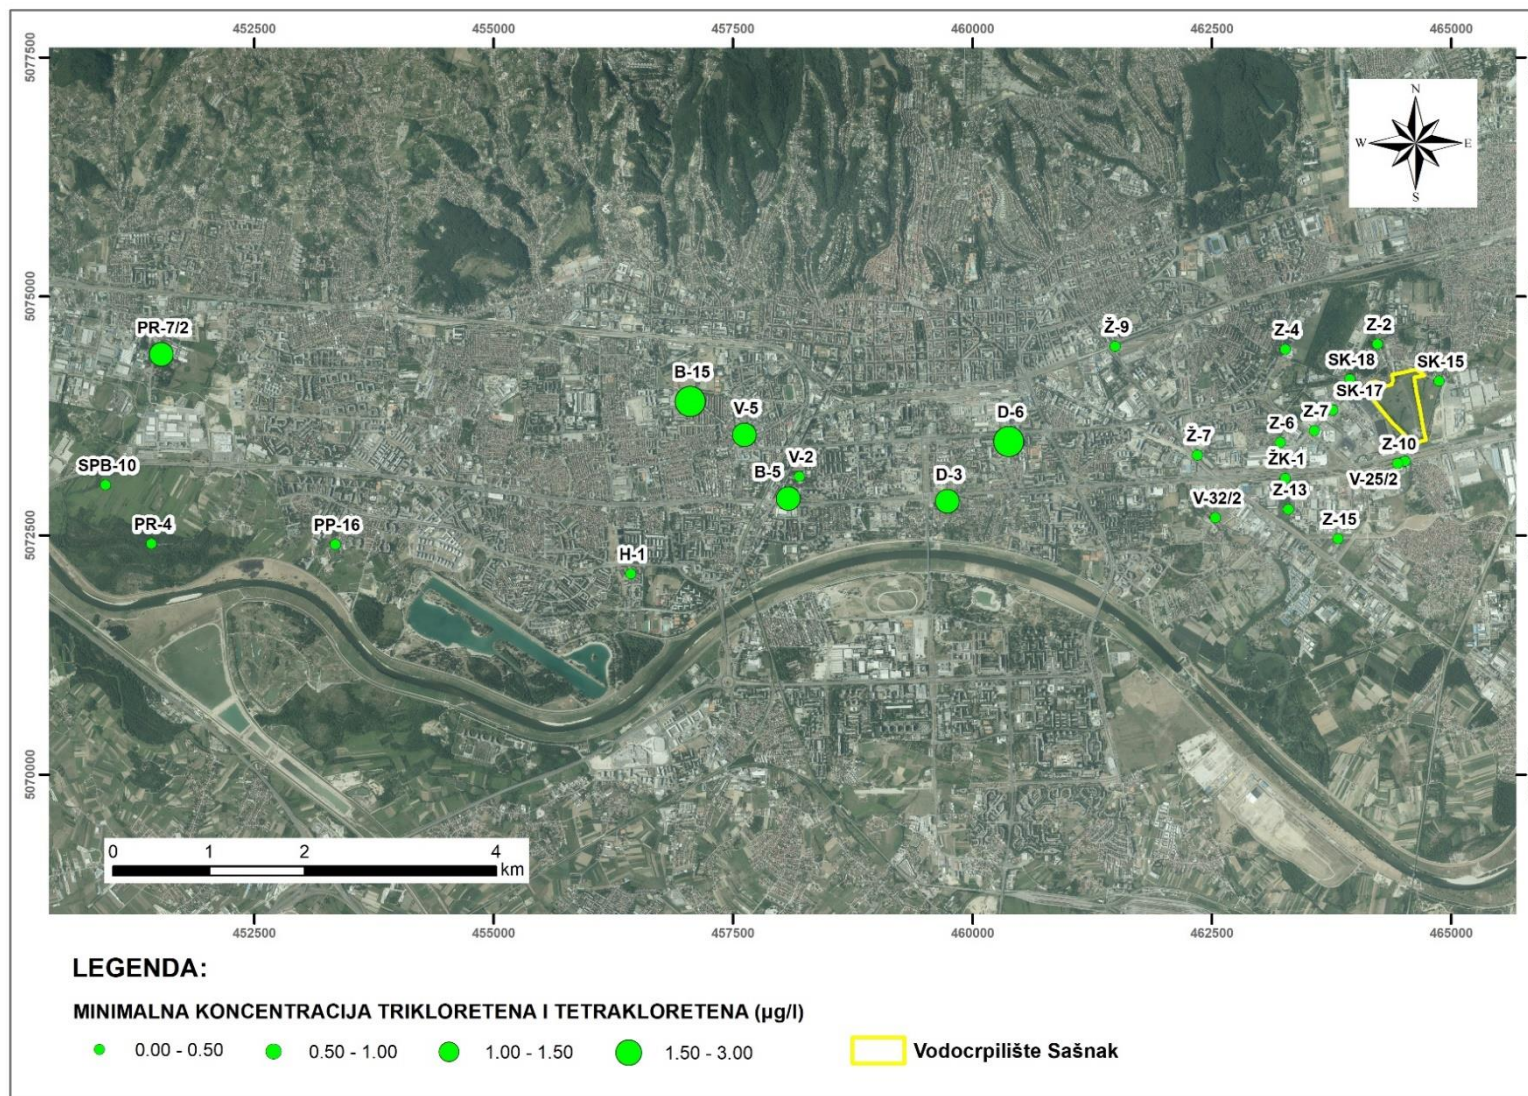 452500 455000 457500 460000 462500 465000
5077500
N
W E
S
5075000
PR-7/2
Ž-9
Z-4
Z-2
SK-18
SK-15
B-15
SK-17
V-5
D-6
Z-7
Z-6
Ž-7
Z-10
SPB-10
V-2
B-5
D-3
ŽK-1
V-25/2
V-32/2
Z-13
PR-4
PP-16
Z-15
5072500
H-1
5070000
0 1 2 4
km
452500 455000 457500 460000 462500 465000
LEGENDA:
MINIMALNA KONCENTRACIJA TRIKLORETENA I TETRAKLORETENA (µg/l)
0.00 - 0.50 0.50 - 1.00 1.00 - 1.50 1.50 - 3.00 Vodocrpilište Sašnak